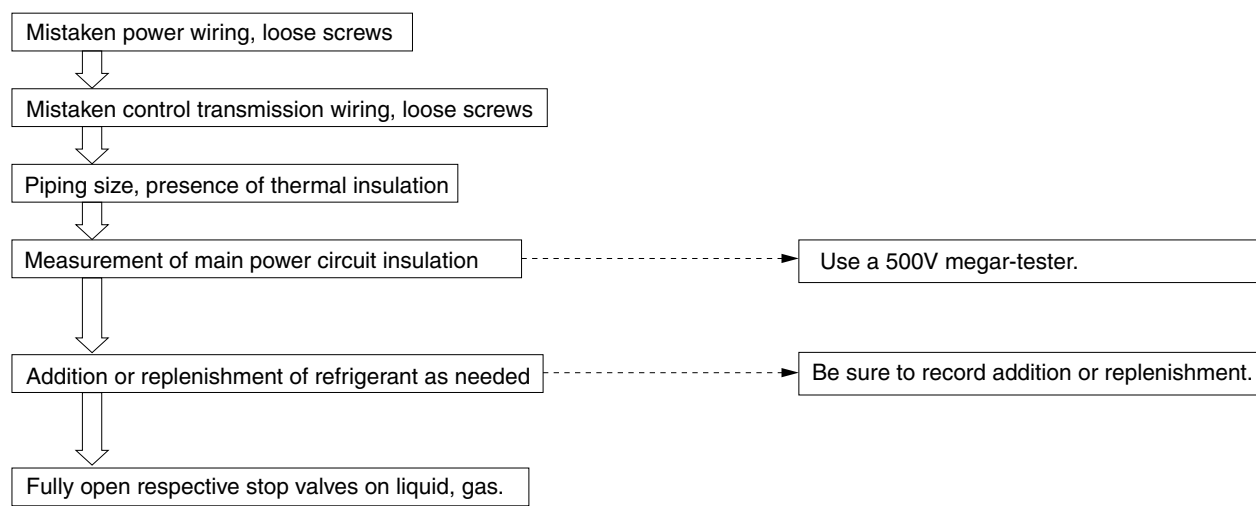 Mistaken power wiring, loose screws
Mistaken control transmission wiring, loose screws
Piping size, presence of thermal insulation
Measurement of main power circuit insulation
Use a 500V megar-tester.
Addition or replenishment of refrigerant as needed
Be sure to record addition or replenishment.
Fully open respective stop valves on liquid, gas.